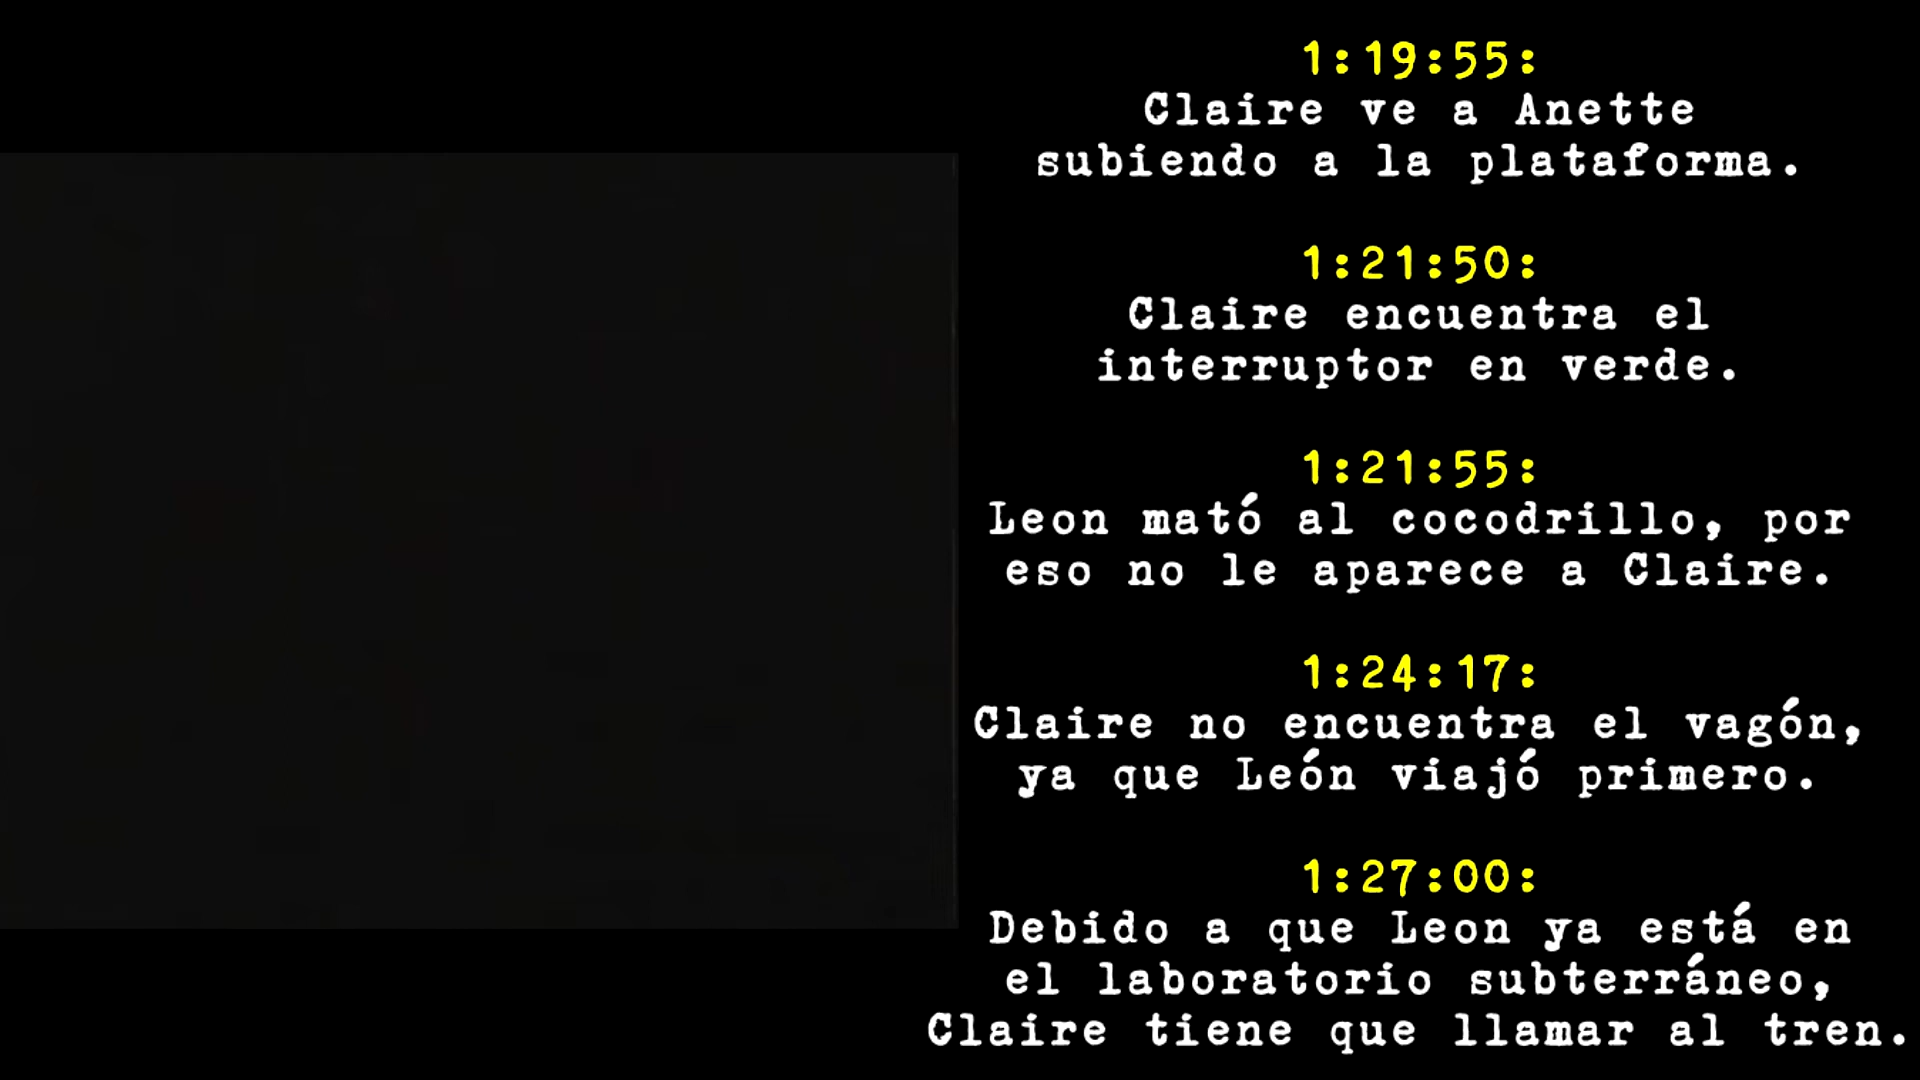 1:19:55:
Claire ve a Anette
subiendo a la plataforma.
1:21:50:
Claire encuentra el
interruptor en verde.
1:21:55:
Leon mató al cocodrillo, por
eso no le aparece a Claire.
1:24:17:
Claire no encuentra el vagón,
ya que León viajó primero.
1:27:00:
Debido a que Leon ya está en
el laboratorio subterráneo,
Claire tiene que llamar al tren.